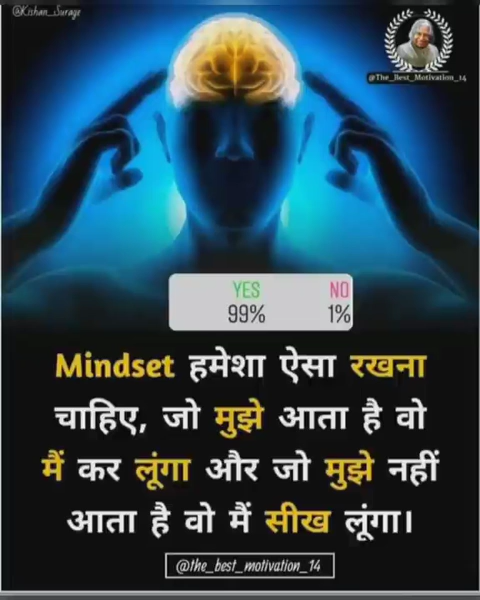 @Kishan_Surage
@The_Best_Motivation_14
YES NO
99% 1%
Mindset हमेशा ऐसा रखना
चाहिए, जो मुझे आता है वो
मैं कर लूंगा और जो मुझे नहीं
आता है वो मैं सीख लूंगा।
@the_best_motivation_14